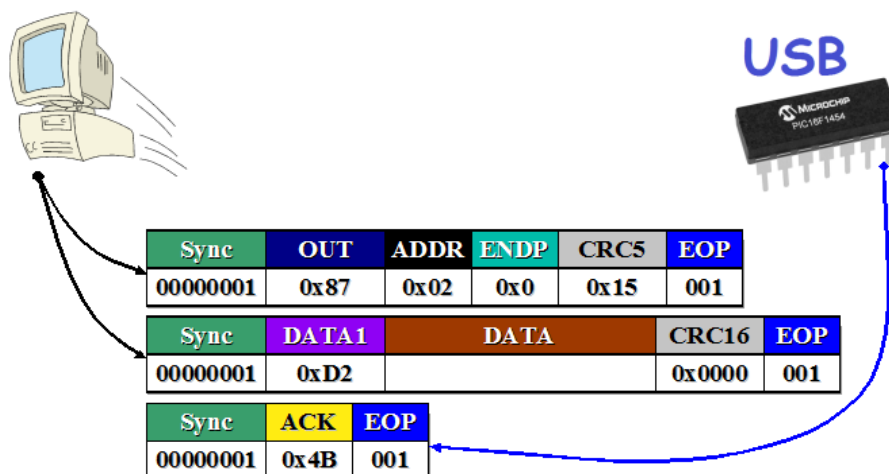 USB
MICROCHIP
PIC16F1454
Sync OUT ADDR ENDP CRC5 EOP
00000001 0x87 0x02 0x0 0x15 001
Sync DATA1 DATA CRC16 EOP
00000001 0xD2 0x0000 001
Sync ACK EOP
00000001 0x4B 001